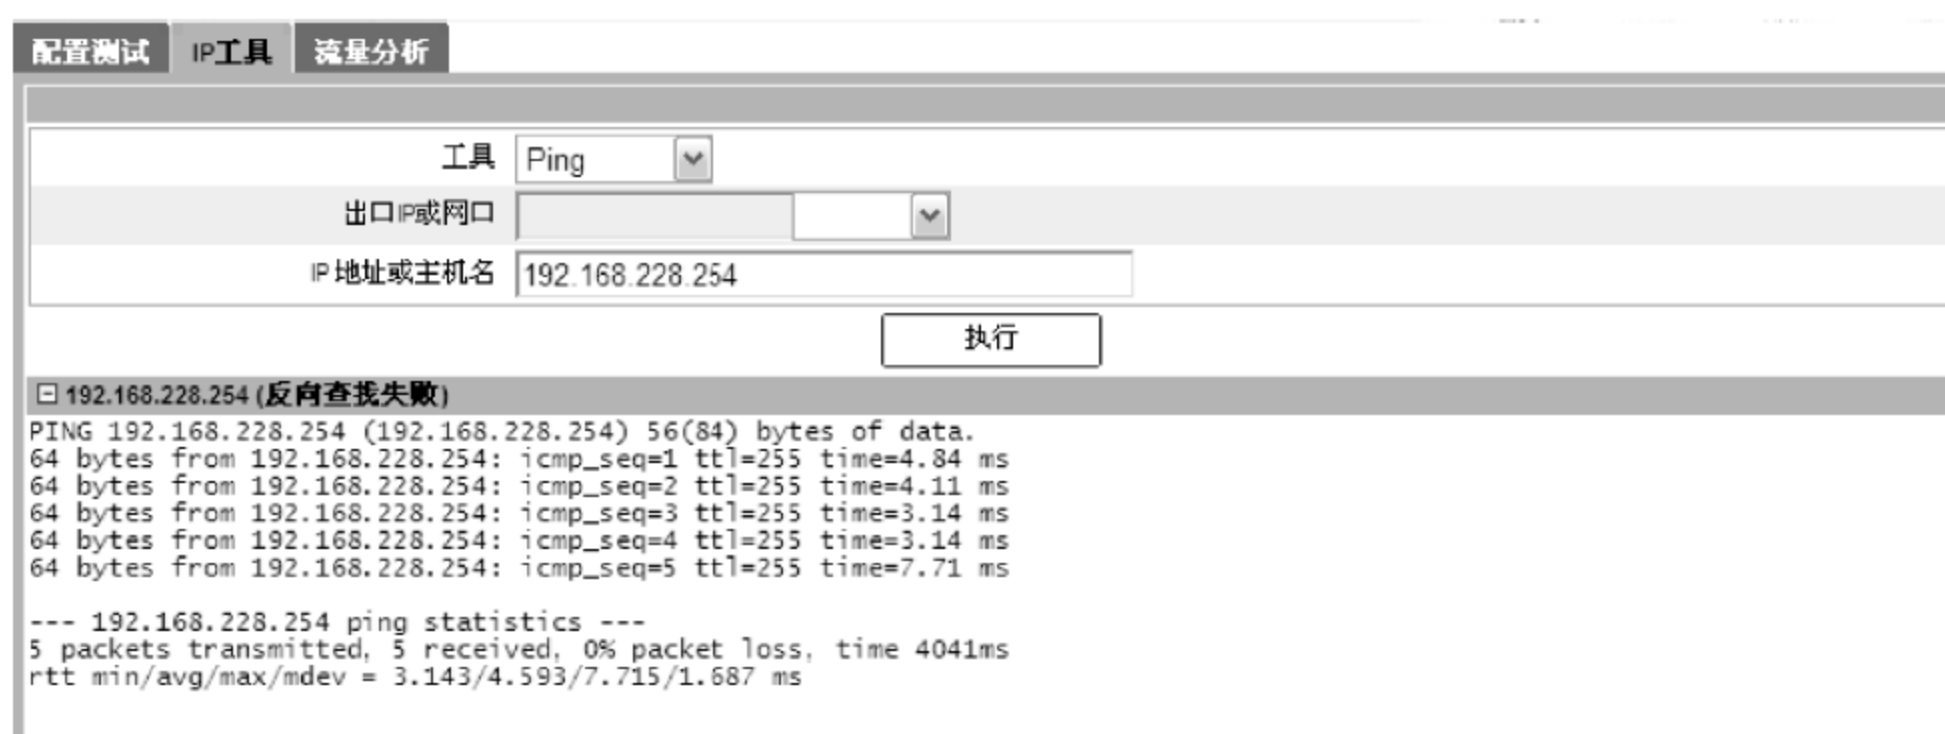 配置测试 IP工具 流量分析
工具 Ping
出口IP或网口
IP 地址或主机名 192.168.228.254
执行
192.168.228.254 (反向查找失败)
PING 192.168.228.254 (192.168.228.254) 56(84) bytes of data.
64 bytes from 192.168.228.254: icmp_seq=1 ttl=255 time=4.84 ms
64 bytes from 192.168.228.254: icmp_seq=2 ttl=255 time=4.11 ms
64 bytes from 192.168.228.254: icmp_seq=3 ttl=255 time=3.14 ms
64 bytes from 192.168.228.254: icmp_seq=4 ttl=255 time=3.14 ms
64 bytes from 192.168.228.254: icmp_seq=5 ttl=255 time=7.71 ms
--- 192.168.228.254 ping statistics ---
5 packets transmitted, 5 received, 0% packet loss, time 4041ms
rtt min/avg/max/mdev = 3.143/4.593/7.715/1.687 ms